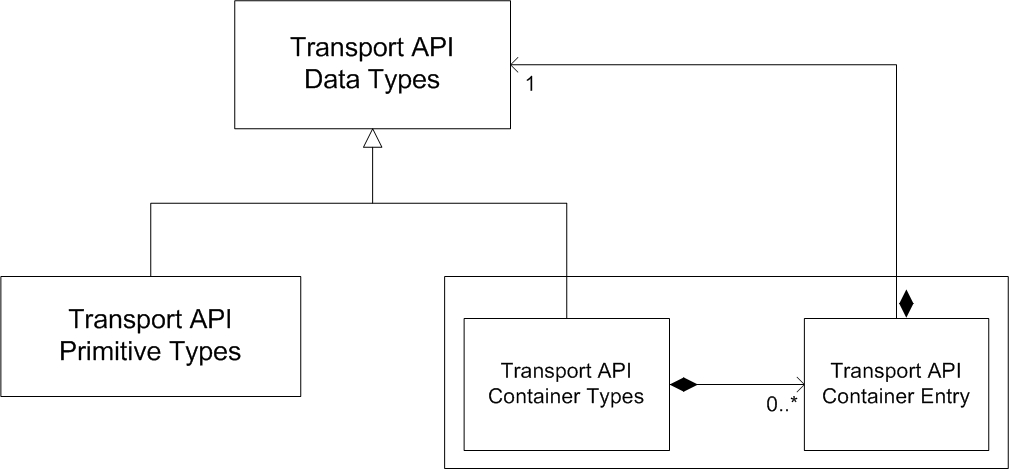 Transport API
Data Types
1
Transport API
Primitive Types
Transport API
Container Types
0..*
Transport API
Container Entry